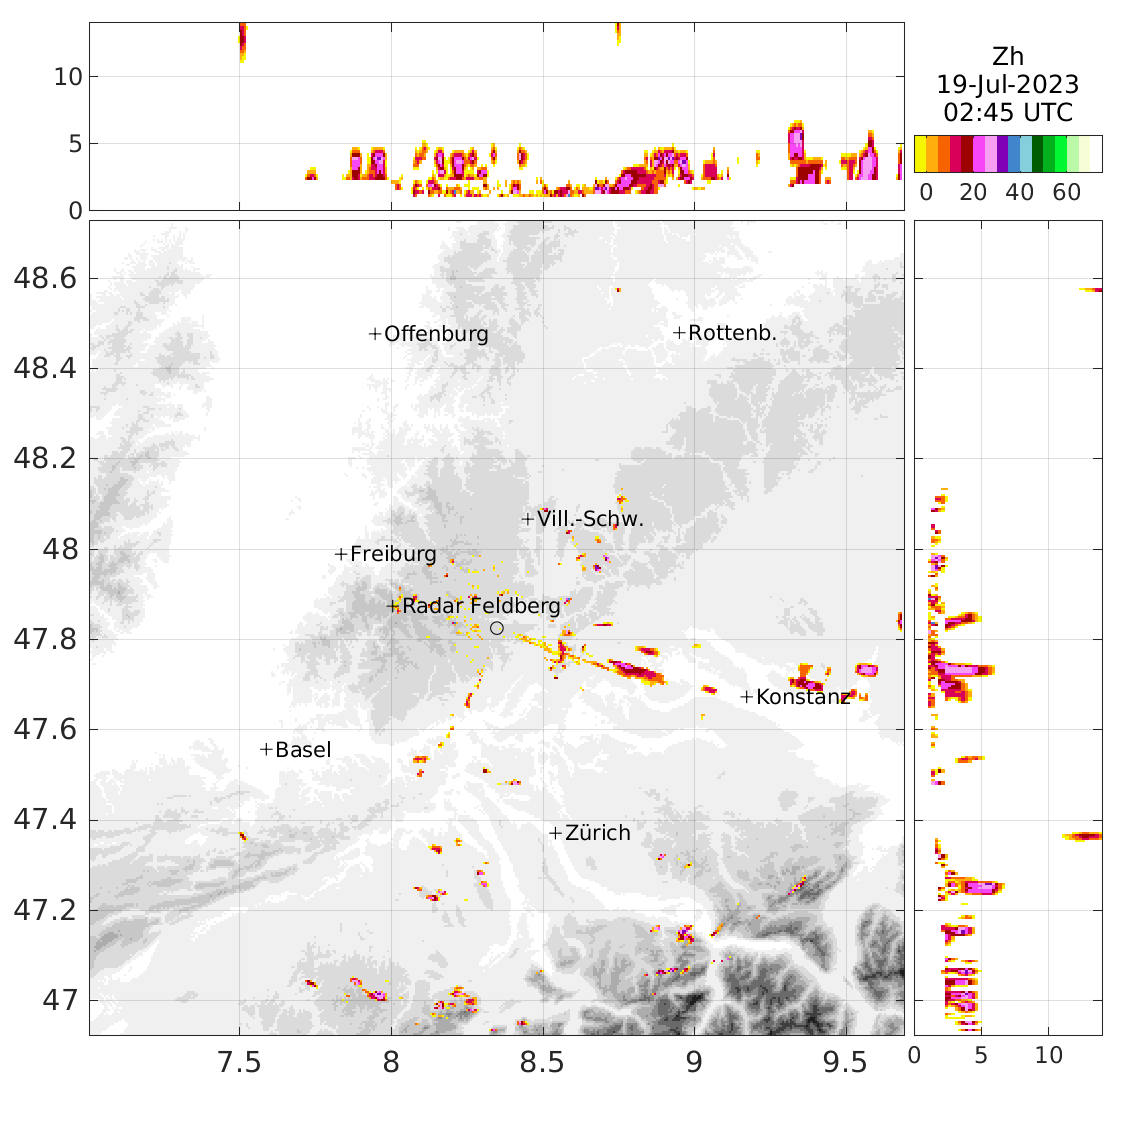 10
5
0
Zh
19-Jul-2023
02:45 UTC
0 20 40 60
48.6
48.4
48.2
48
47.8
47.6
47.4
47.2
47
+Offenburg
+Rottenb.
+Vill.-Schw.
+Freiburg
+Radar Feldberg
+Konstanz
+Basel
+Zürich
7.5 8 8.5 9 9.5
0 5 10